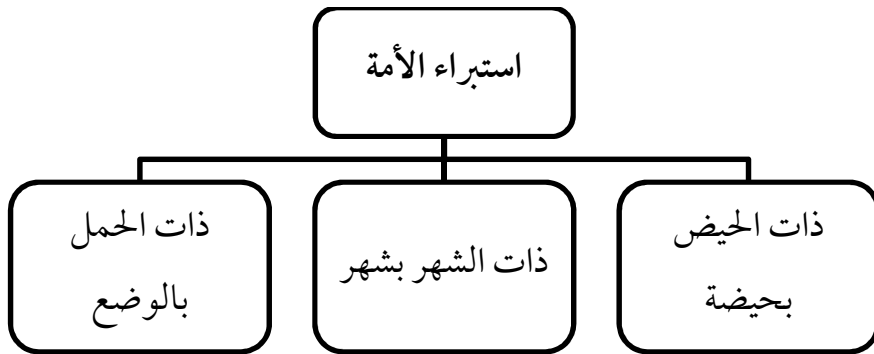 استبراء الأمة
ذات الحيض
بحيضة
ذات الشهر بشهر
ذات الحمل
بالوضع